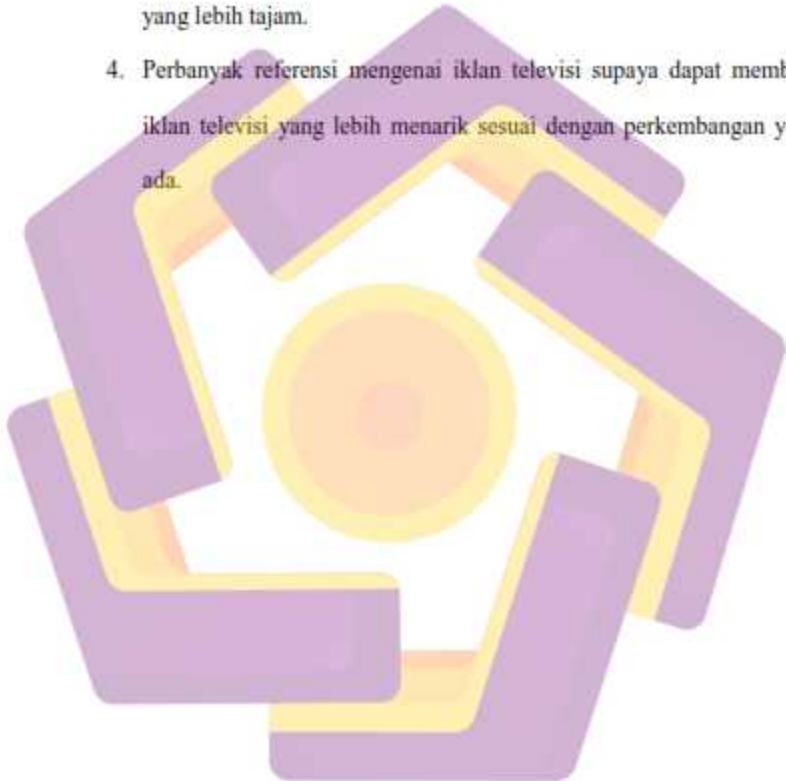 yang lebih tajam.
4. Perbanyak referensi mengenai iklan televisi supaya dapat memb
iklan televisi yang lebih menarik sesuai dengan perkembangan y
ada.